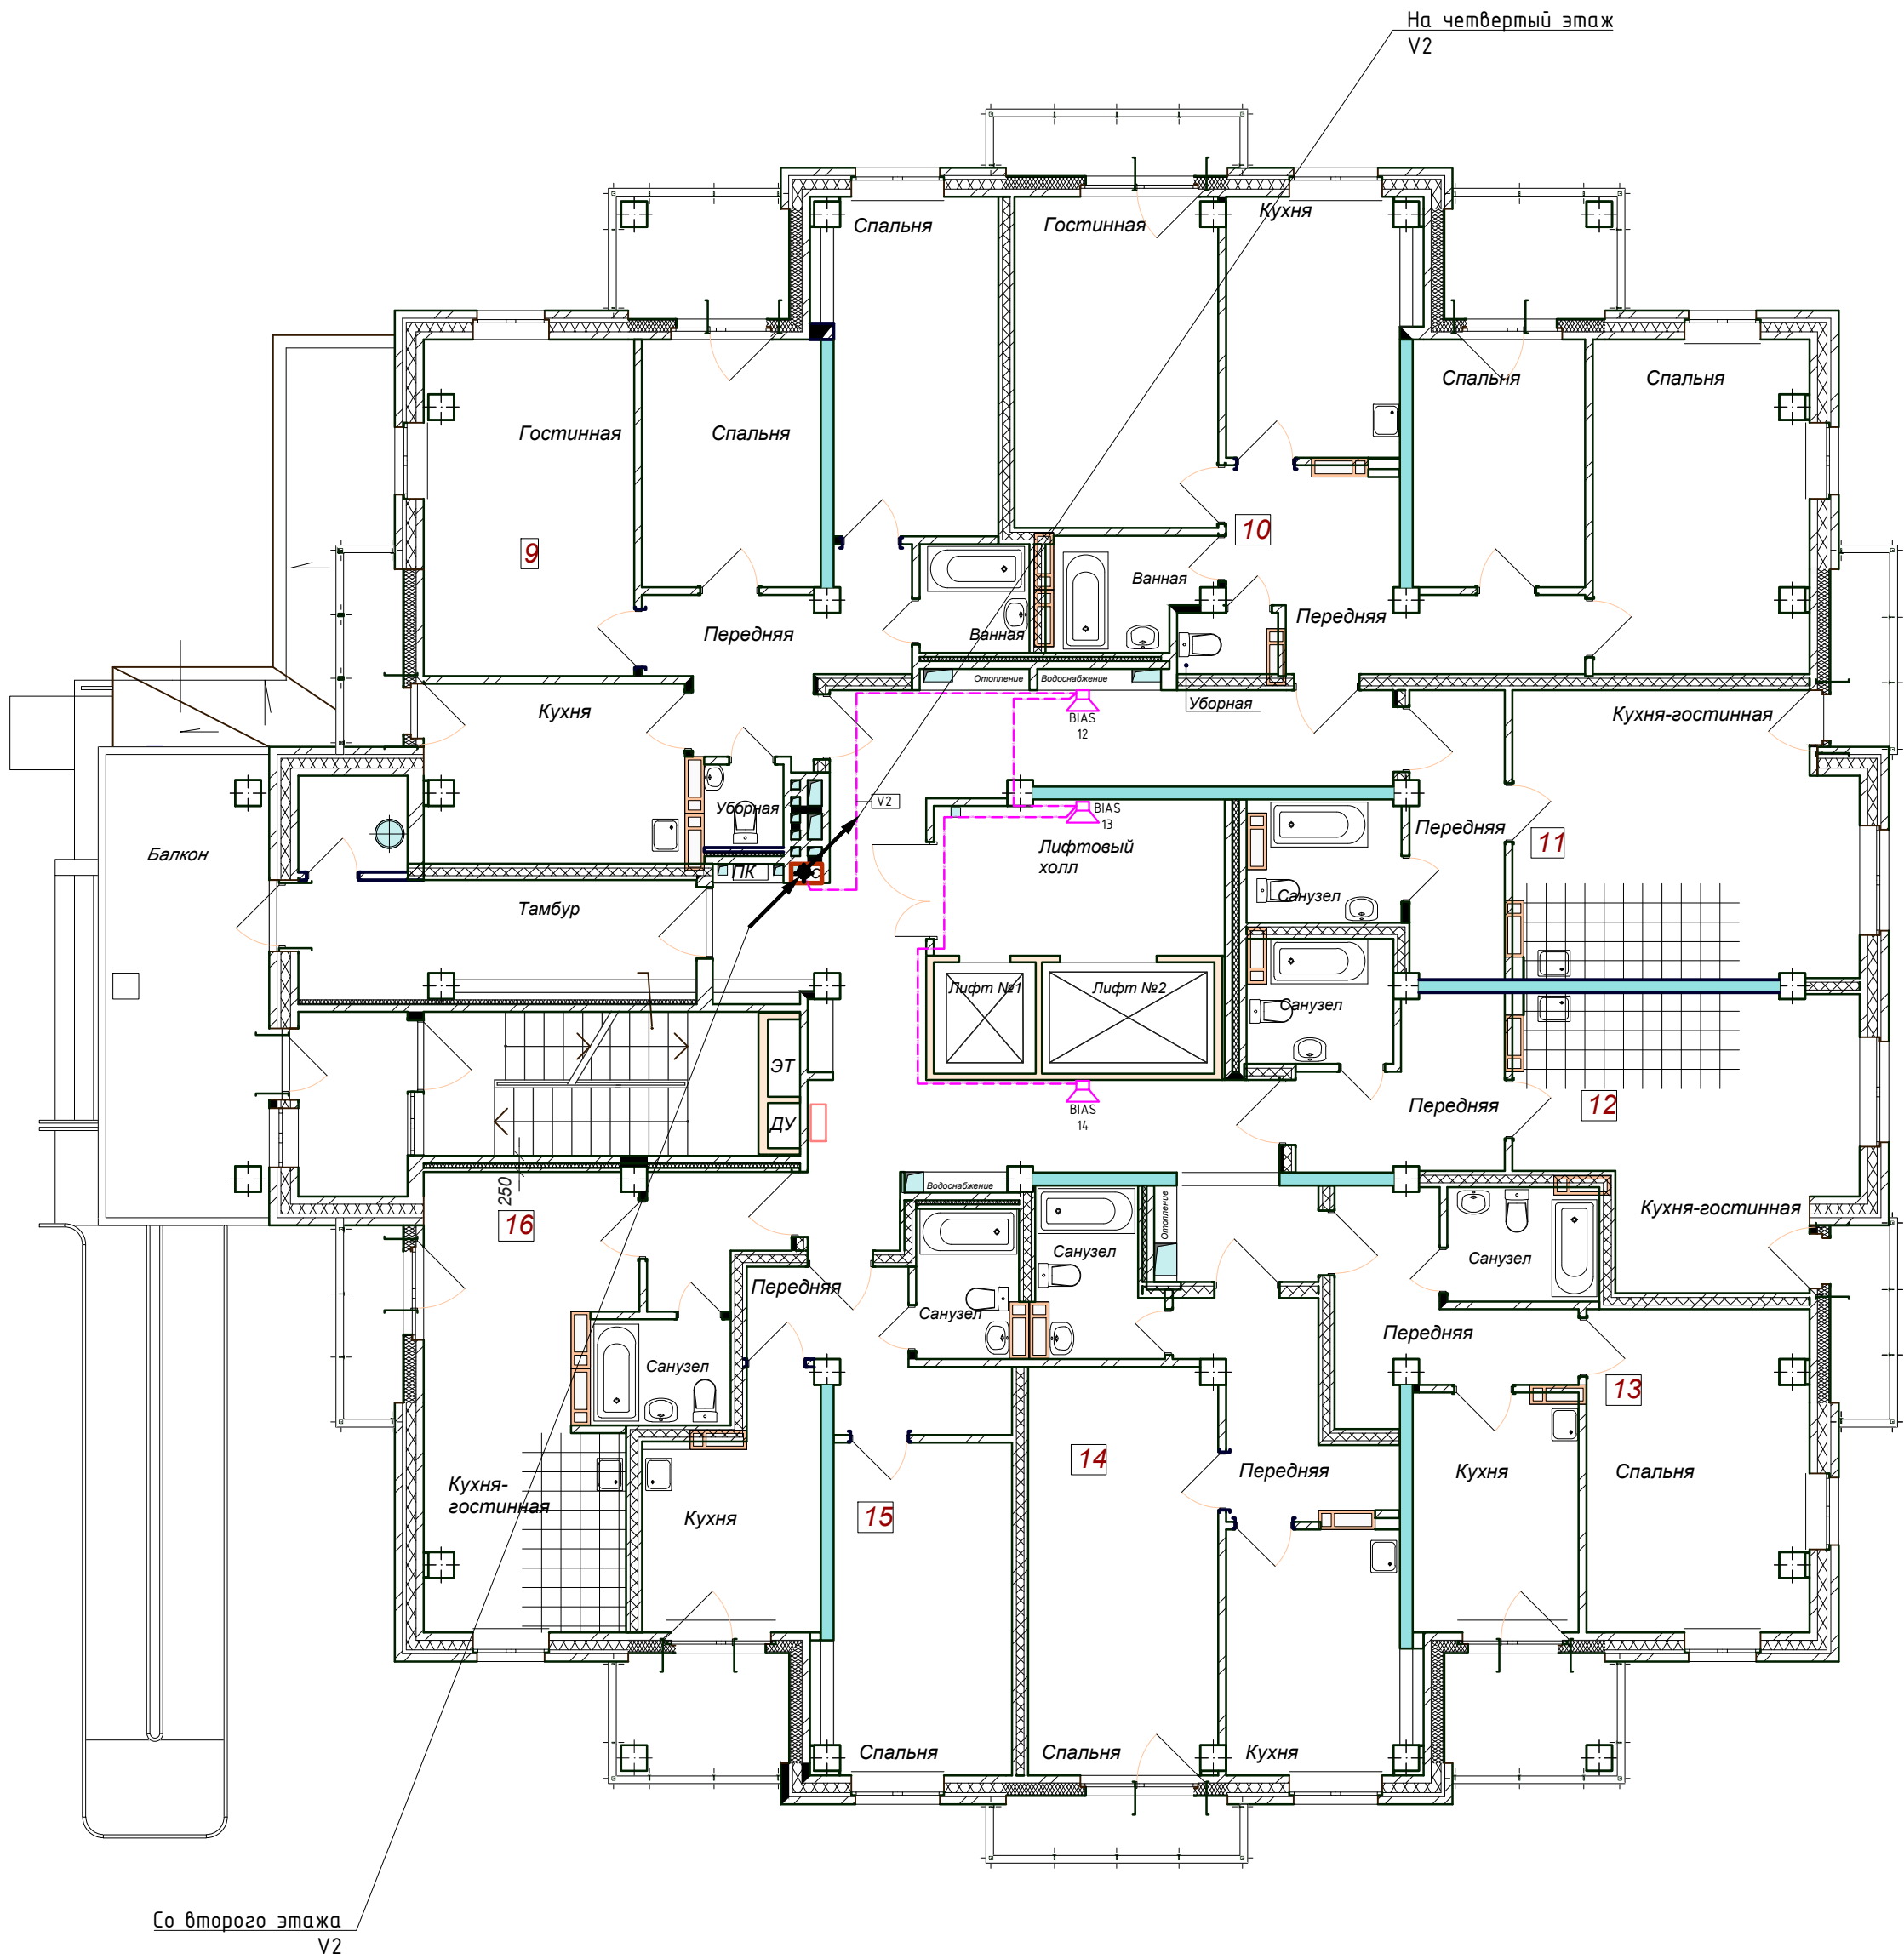 На четвертый этаж
V2
Спальня
Гостинная
Кухня
Гостинная
Спальня
Спальня
Спальня
9
10
Ванная
Ванная
Передняя
Передняя
Отопление
Водоснабжение
Уборная
Кухня
BIAS
12
Кухня-гостинная
V2
Уборная
BIAS
13
Передняя
11
Балкон
Лифтовый
холл
ПК
Санузел
Тамбур
Лифт №1
Лифт №2
Санузел
ЭТ
ДУ
BIAS
14
Передняя
12
250
16
Водоснабжение
Отопление
Кухня-гостинная
Санузел
Санузел
Передняя
Санузел
Передняя
Санузел
13
14
Кухня-
гостинная
Передняя
Кухня
Спальня
Кухня
15
Спальня
Спальня
Кухня
Со второго этажа
V2